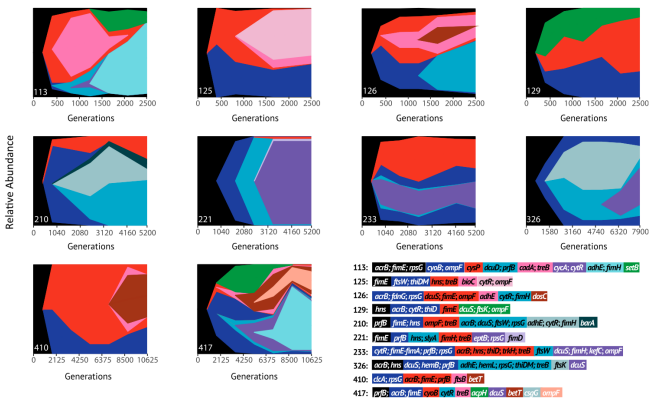 113
0 500 1000 1500 2000 2500
Generations
125
0 500 1000 1500 2000 2500
Generations
126
0 500 1000 1500 2000 2500
Generations
129
0 500 1000 1500 2000 2500
Generations
Relative Abundance
210
0 1040 2080 3120 4160 5200
Generations
221
0 1040 2080 3120 4160 5200
Generations
233
0 1040 2080 3120 4160 5200
Generations
326
0 1580 3160 4740 6320 7900
Generations
410
0 2125 4250 6375 8500 10625
Generations
417
0 2125 4250 6375 8500 10625
Generations
113: acrB; fimE; rpsG cyoB; ompF cysP dcuD; prfB cadA; treB cycA; cytR adhE; fimH setB
125: fimE ftsW; thiDM hns; treB bioC cytR; ompF
126: acrB; fdnG; rpsG dcuS; fimE; ompF adhE cytR; fimH dosC
129: hns acrB; cytR; thiD fimE dcuS; ftsK; ompF
210: prfB fimE; hns ompF; treB acrB; dcuS; ftsW; rpsG adhE; cytR; fimH bcrA
221: fimE prfB hns; slyA fimH; treB eptB; rpsG fimD
233: cytR; fimE-fimA; prfB; rpsG acrB; hns; thiD; trkH; treB ftsW dcuS; fimH; kefC; ompF
326: acrB; hns dcuS; hemB; prfB adhE; hemL; rpsG; thiDM; treB ftsK dcuS
410: clcA; rpsG acrB; fimE; prfB ftsB betT
417: prfB acrB; fimE cyoB cytR treB acpH dcuS betT csgG ompF